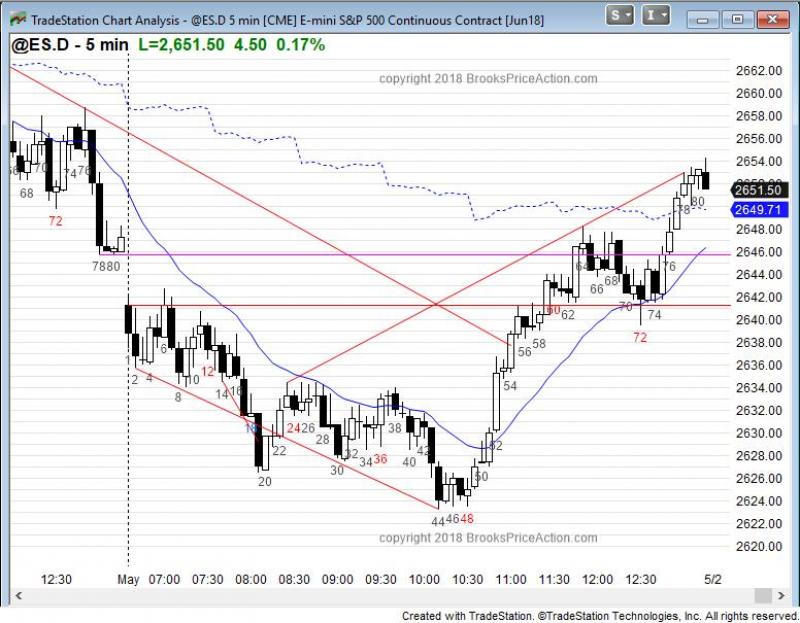 TradeStation Chart Analysis - @ES.D 5 min [CME] E-mini S&P 500 Continuous Contract [Jun18]
S I
@ES.D - 5 min L=2,651.50 4.50 0.17%
copyright 2018 BrooksPriceAction.com
2662.00
2660.00
2658.00
2656.00
2654.00
2651.50
2649.71
2648.00
2646.00
2644.00
2642.00
2640.00
2638.00
2636.00
2634.00
2632.00
2630.00
2628.00
2626.00
2624.00
2622.00
2620.00
68 70 72 74 76 7880
2 4 6 8 10 12 14 16 18 20 22 24 26 28 30 32 34 36 38 40 42 44 46 48 50 52 54 56 58 60 62 64 66 68 70 72 74 76 78 80
copyright 2018 BrooksPriceAction.com
12:30 May 07:00 07:30 08:00 08:30 09:00 09:30 10:00 10:30 11:00 11:30 12:00 12:30 5/2
Created with TradeStation. ©TradeStation Technologies, Inc. All rights reserved.